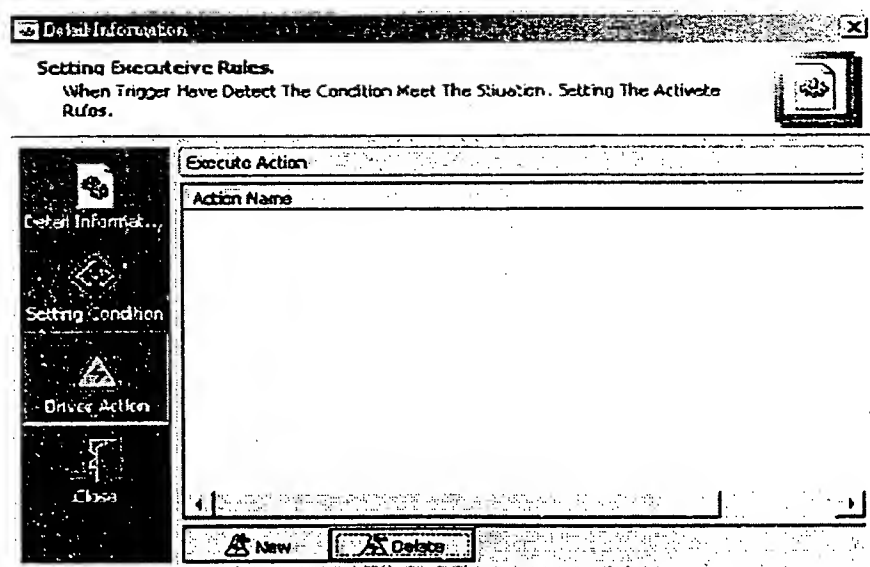 Detail Information
Setting Executeive Rules.
When Trigger Have Detect The Condition Meet The Stiuation. Setting The Activate
Rules.
Execute Action
Action Name
Detail Informat...
Setting Condition
Driver Action
Close
New
Delete